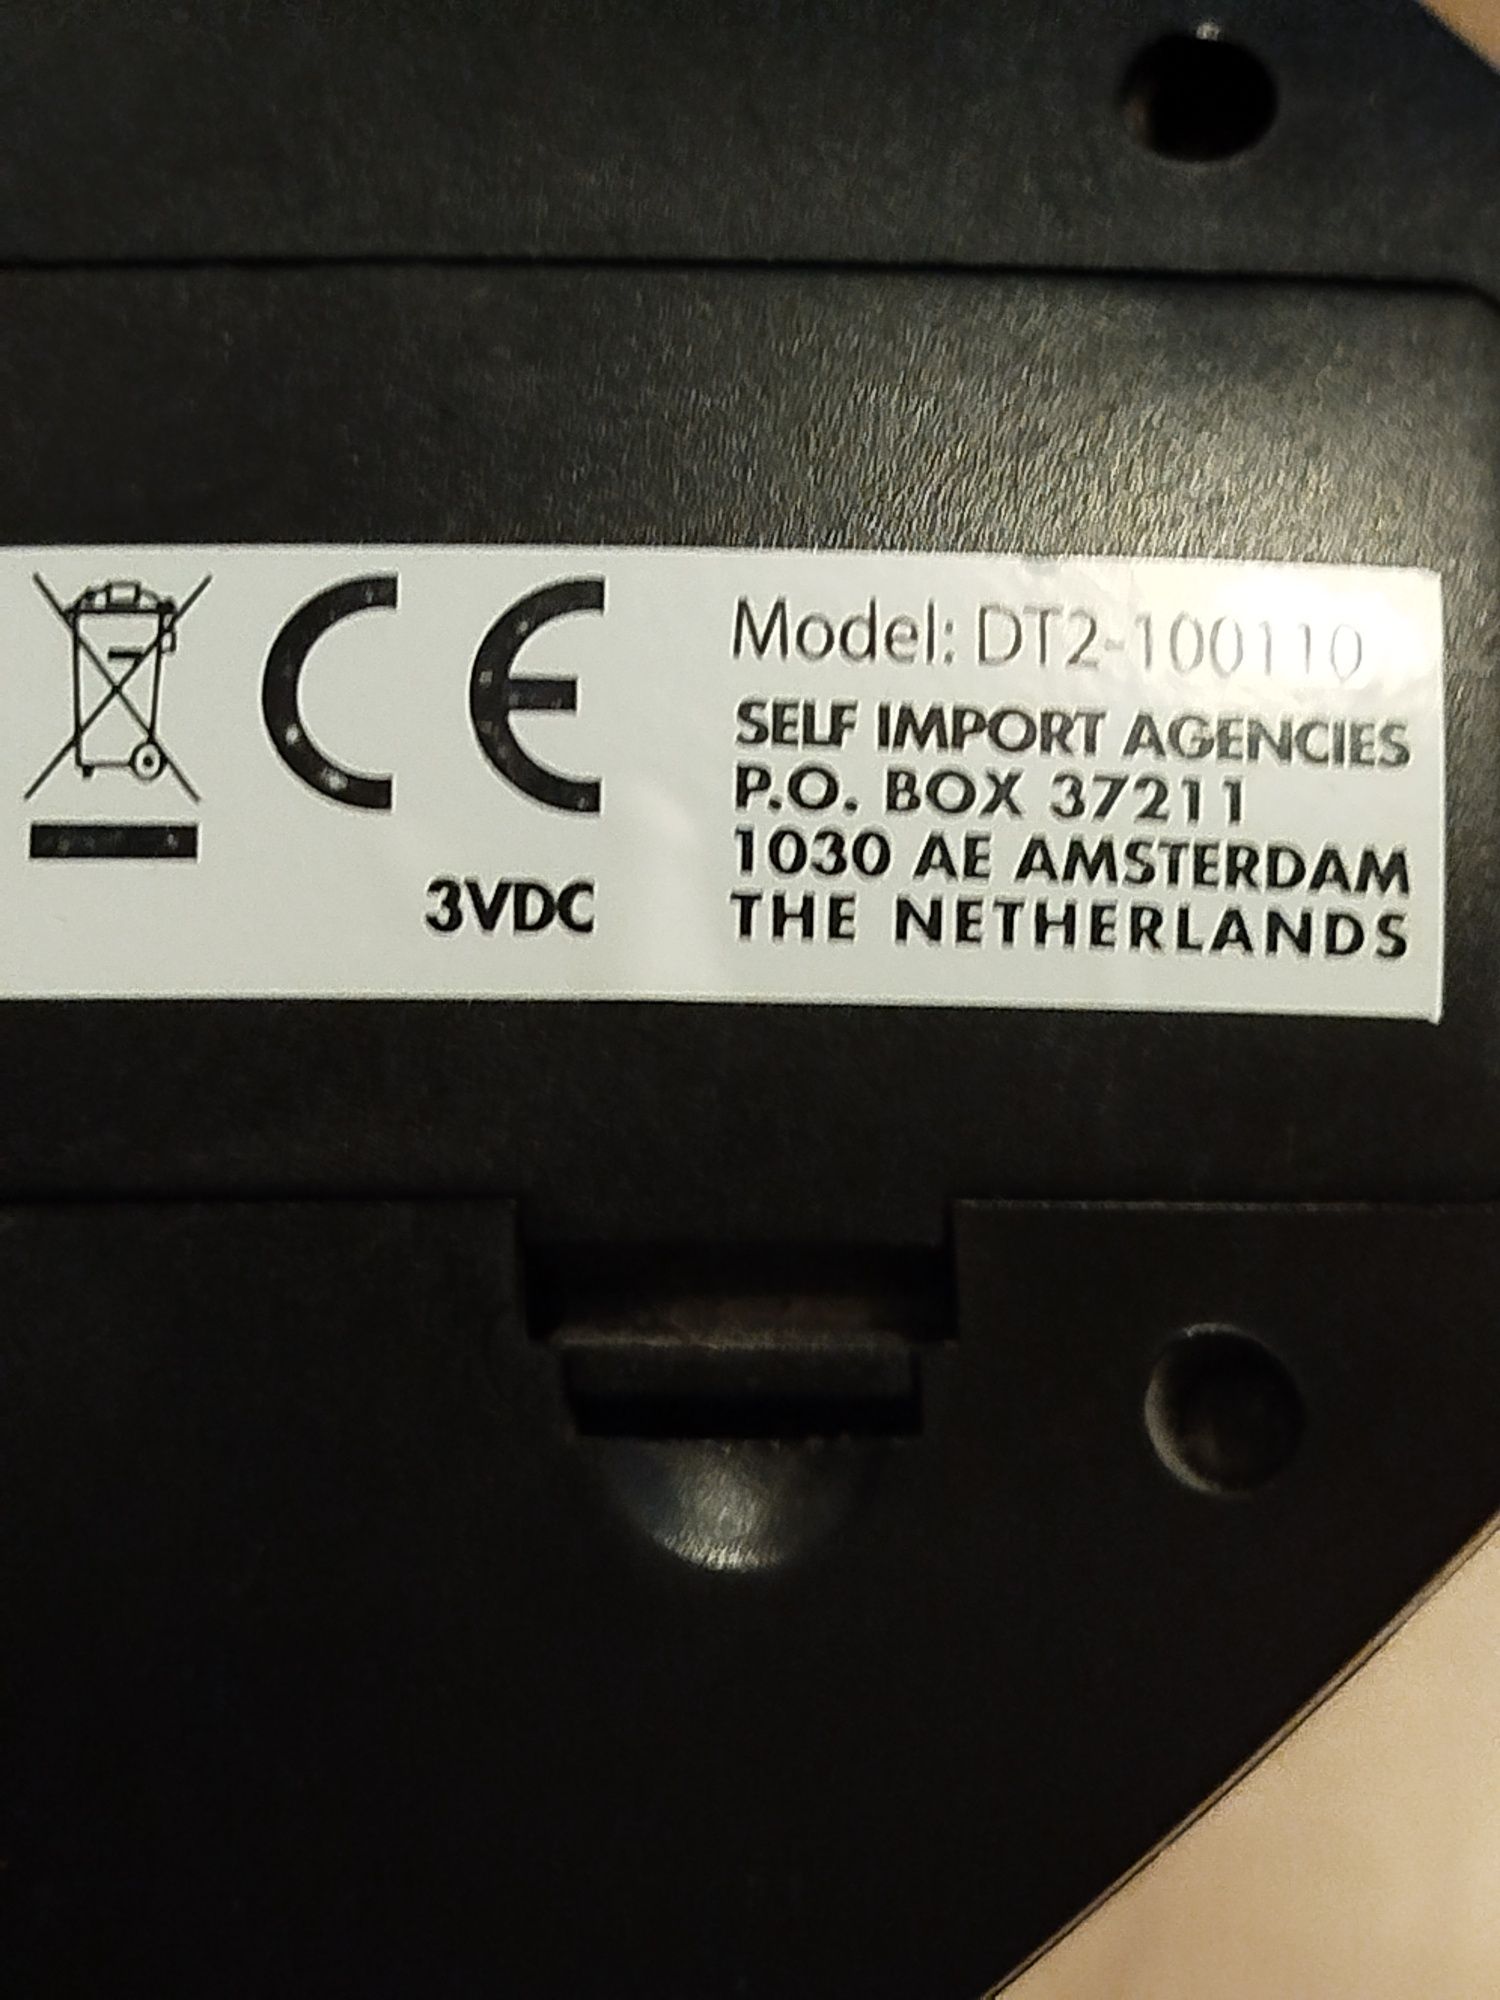 CE
Model: DT2-100110
SELF IMPORT AGENCIES
P.O. BOX 37211
1030 AE AMSTERDAM
THE NETHERLANDS
3VDC